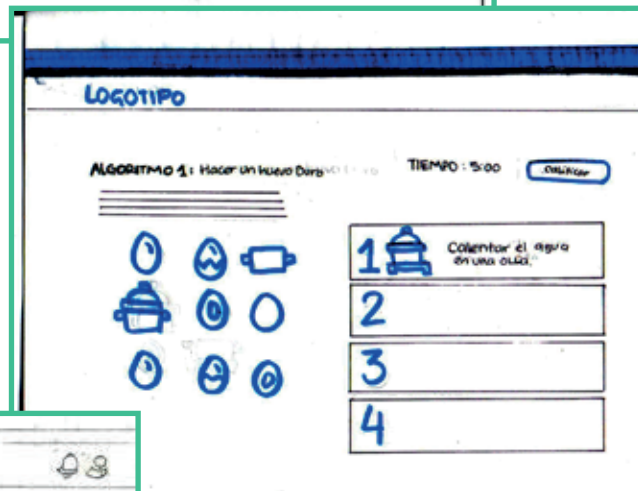 LOGOTIPO
ALGORITMO 1: Hacer un huevo Duro
TIEMPO: 5:00
calificar
1 Calentar el agua
en una olla.
2
3
4